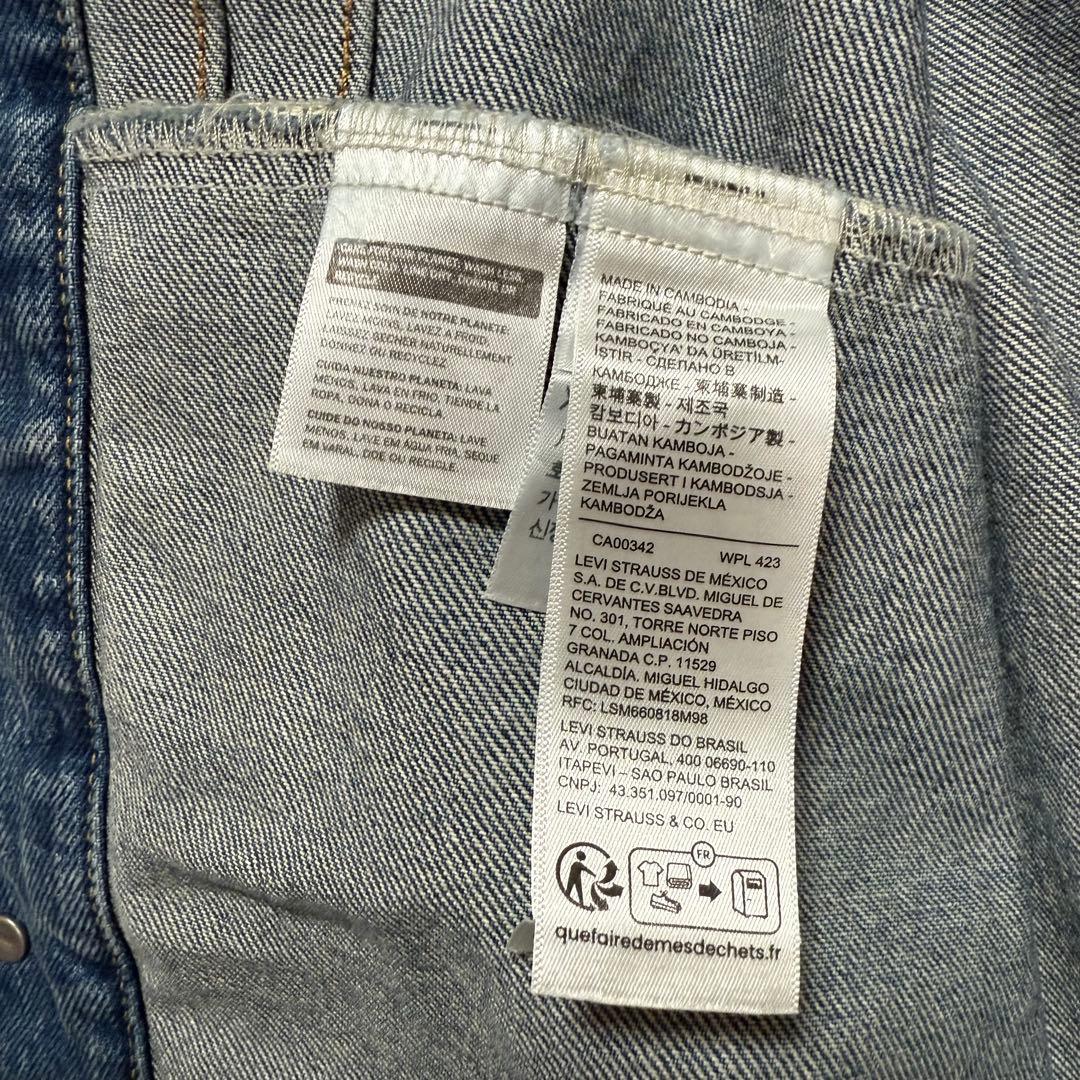 PRENEZ SOIN DE NOTRE PLANETE:
LAVEZ MOINS, LAVEZ A FROID,
LAISSEZ SECHER NATURELLEMENT,
DONNEZ OU RECYCLEZ
CUIDA NUESTRO PLANETA: LAVA
MENOS, LAVA EN FRIO, TIENDE LA
ROPA, DONA O RECICLA.
CUIDE DO NOSSO PLANETA: LAVE
MENOS, LAVE EM ÁGUA FRIA, SEQUE
EM VARAL, DOE OU RECICLE.
MADE IN CAMBODIA -
FABRIQUÉ AU CAMBODGE -
FABRICADO EN CAMBOYA -
FABRICADO NO CAMBOJA -
KAMBOÇYA' DA ÜRETİLM-
İSTİR - СДЕЛАНО В
КАМБОДЖЕ - 柬埔寨制造 -
柬埔寨製 - 제조국
캄보디아 - カンボジア製 -
BUATAN KAMBOJA -
PAGAMINTA KAMBODŽOJE -
PRODUSERT I KAMBODSJA -
ZEMLJA PORIJEKLA
KAMBODŽA
CA00342 WPL 423
LEVI STRAUSS DE MÉXICO
S.A. DE C.V.BLVD. MIGUEL DE
CERVANTES SAAVEDRA
NO. 301, TORRE NORTE PISO
7 COL. AMPLIACIÓN
GRANADA C.P. 11529
ALCALDÍA. MIGUEL HIDALGO
CIUDAD DE MÉXICO, MÉXICO
RFC: LSM660818M98
LEVI STRAUSS DO BRASIL
AV PORTUGAL, 400 06690-110
ITAPEVI – SAO PAULO BRASIL
CNPJ: 43.351.097/0001-90
LEVI STRAUSS & CO. EU
FR
quefairedemesdechets.fr